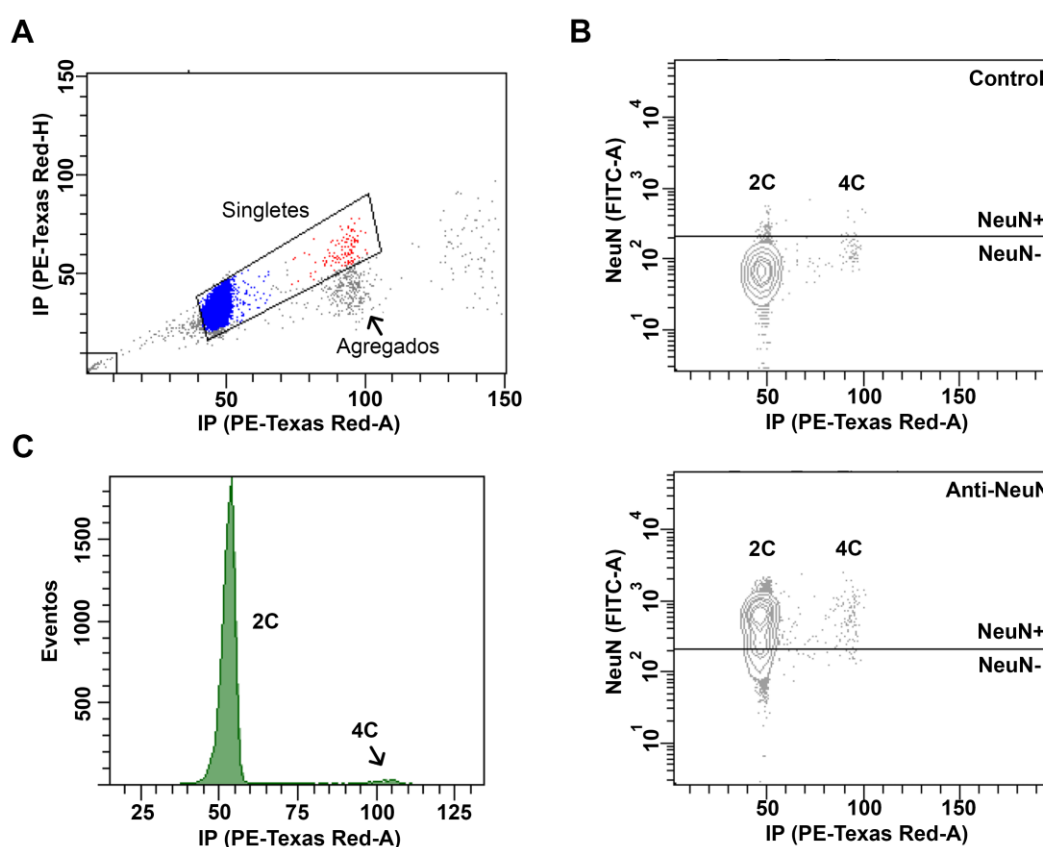 A
150
100
50
IP (PE-Texas Red-H)
Singletes
Agregados
50
100
150
IP (PE-Texas Red-A)
B
Control
10^4
10^3
10^2
10^1
NeuN (FITC-A)
2C
4C
NeuN+
NeuN-
50
100
150
IP (PE-Texas Red-A)
C
1500
1000
500
Eventos
2C
4C
25
50
75
100
125
IP (PE-Texas Red-A)
Anti-NeuN
10^4
10^3
10^2
10^1
NeuN (FITC-A)
2C
4C
NeuN+
NeuN-
50
100
150
IP (PE-Texas Red-A)